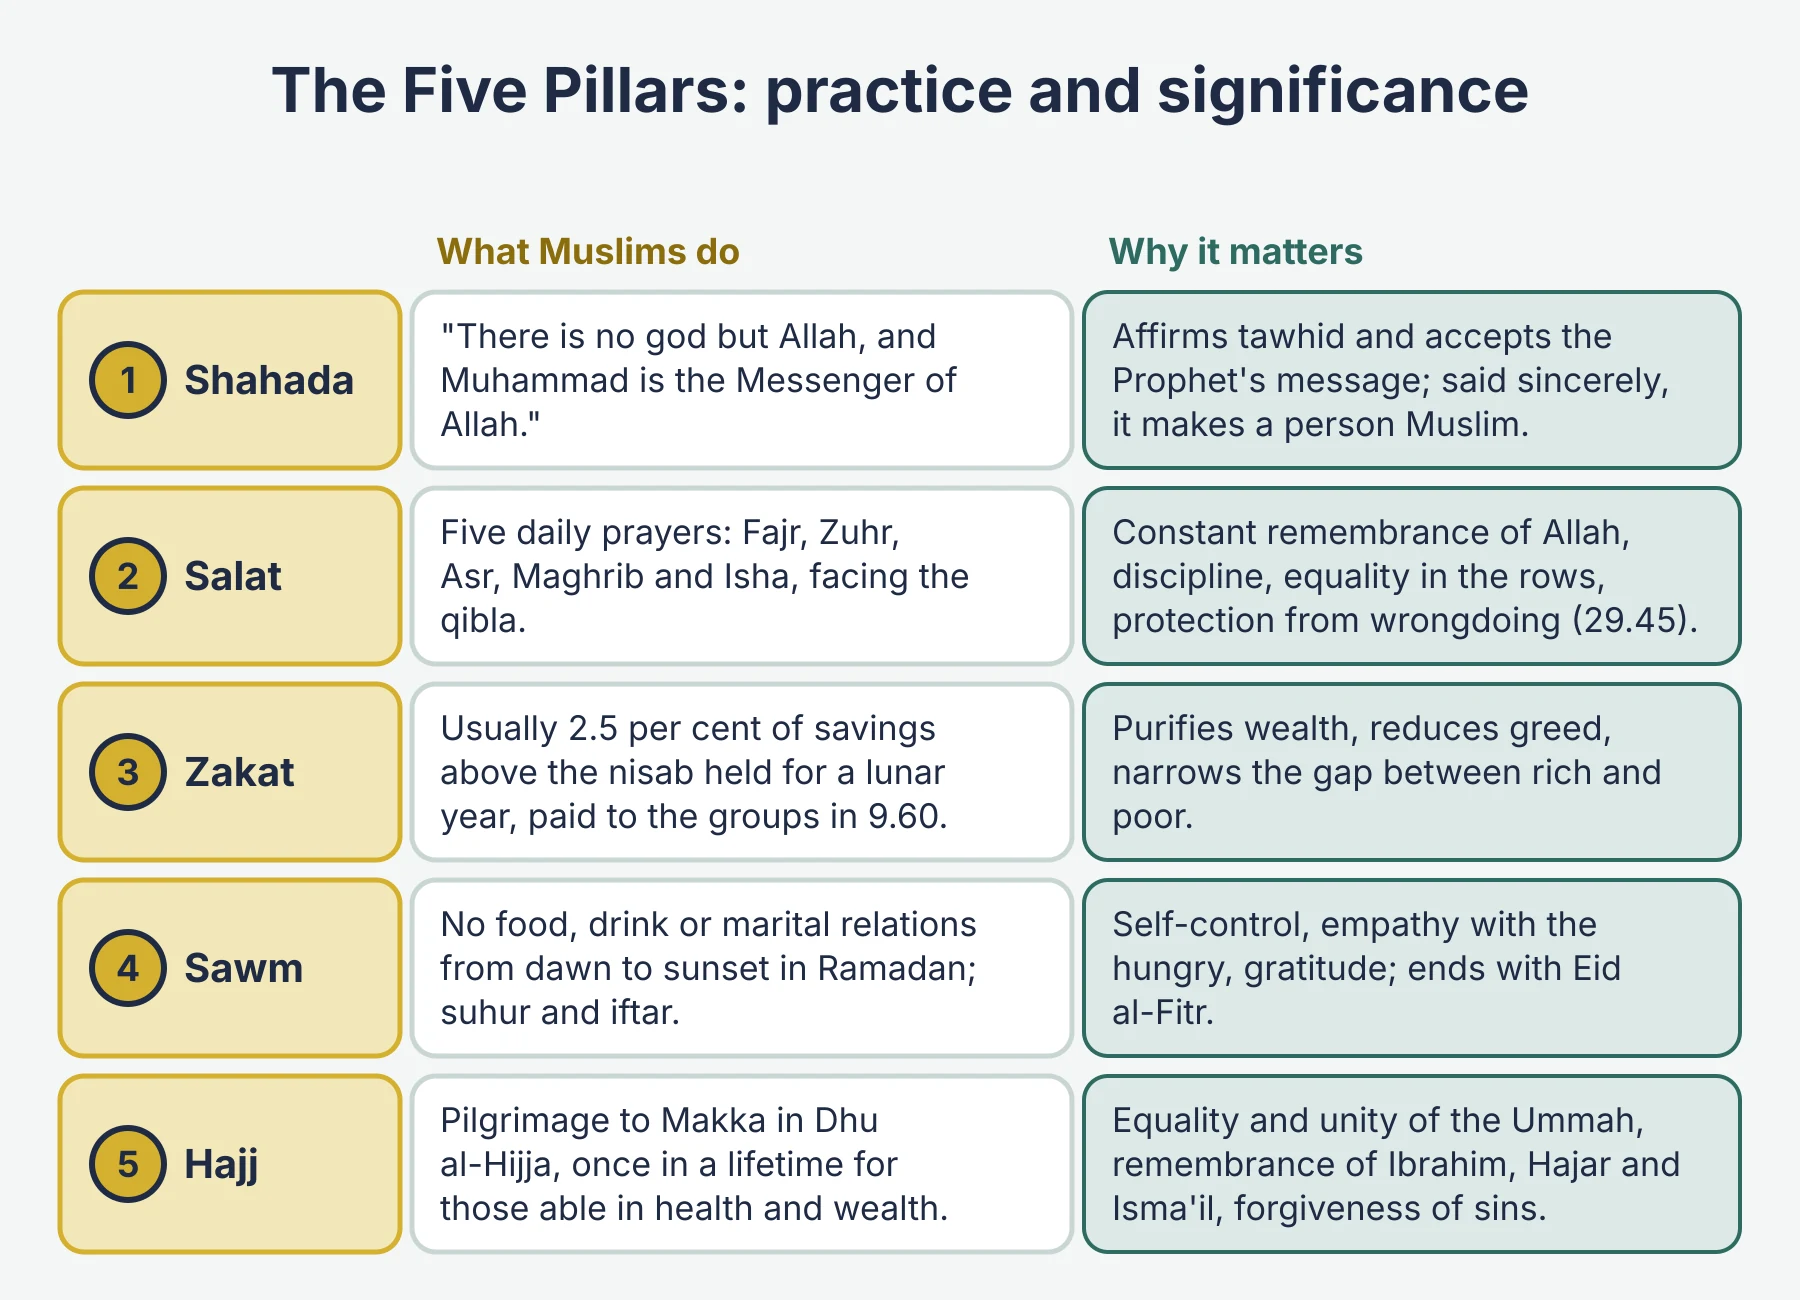 The Five Pillars: practice and significance
What Muslims do
Why it matters
1 Shahada
"There is no god but Allah, and
Muhammad is the Messenger of
Allah."
Affirms tawhid and accepts the
Prophet's message; said sincerely,
it makes a person Muslim.
2 Salat
Five daily prayers: Fajr, Zuhr,
Asr, Maghrib and Isha, facing the
qibla.
Constant remembrance of Allah,
discipline, equality in the rows,
protection from wrongdoing (29.45).
3 Zakat
Usually 2.5 per cent of savings
above the nisab held for a lunar
year, paid to the groups in 9.60.
Purifies wealth, reduces greed,
narrows the gap between rich and
poor.
4 Sawm
No food, drink or marital relations
from dawn to sunset in Ramadan;
suhur and iftar.
Self-control, empathy with the
hungry, gratitude; ends with Eid
al-Fitr.
5 Hajj
Pilgrimage to Makka in Dhu
al-Hijja, once in a lifetime for
those able in health and wealth.
Equality and unity of the Ummah,
remembrance of Ibrahim, Hajar and
Isma'il, forgiveness of sins.